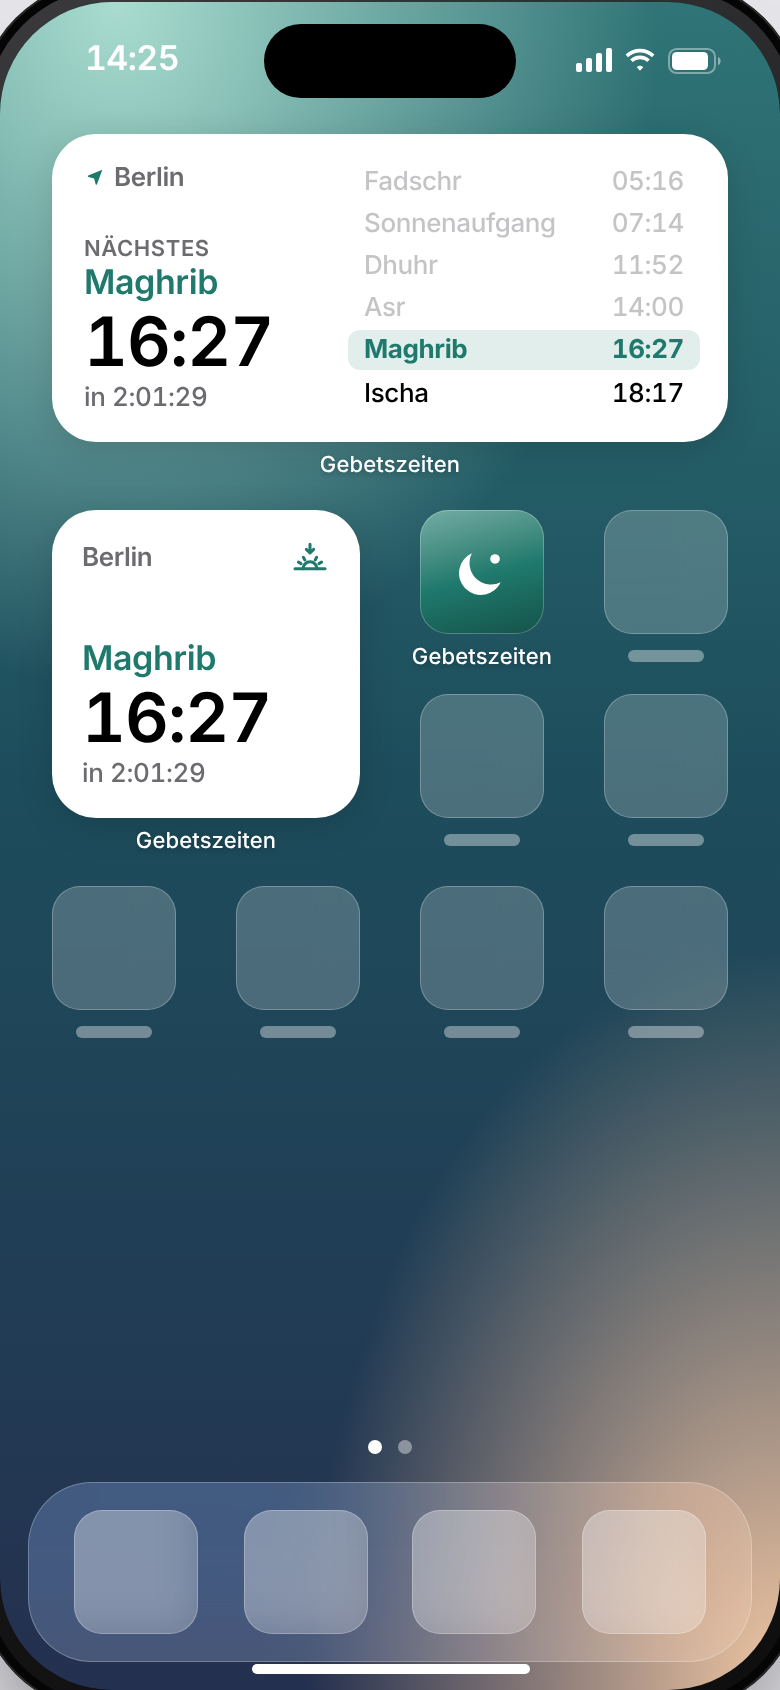 14:25
Berlin
NÄCHSTES
Maghrib
16:27
in 2:01:29
Fadschr 05:16
Sonnenaufgang 07:14
Dhuhr 11:52
Asr 14:00
Maghrib 16:27
Ischa 18:17
Gebetszeiten
Berlin
Maghrib
16:27
in 2:01:29
Gebetszeiten
Gebetszeiten